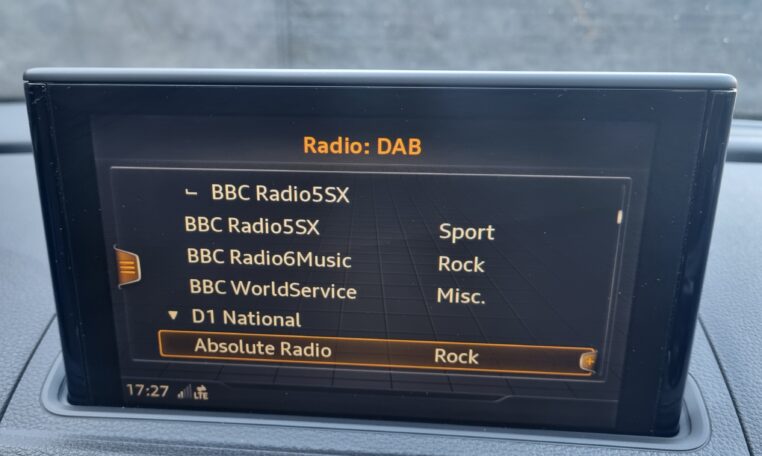 Radio: DAB
BBC Radio5SX
BBC Radio5SX Sport
BBC Radio6Music Rock
BBC WorldService Misc.
D1 National
Absolute Radio Rock
17:27 LTE